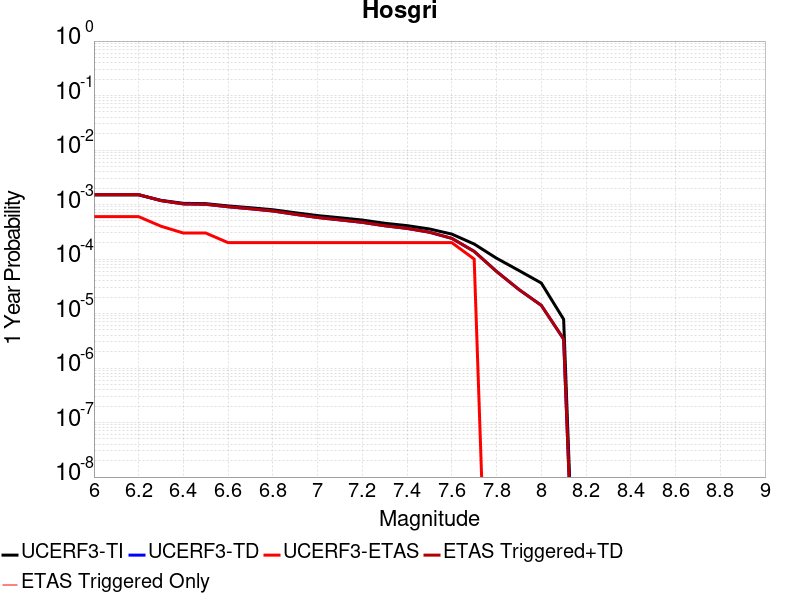 Hosgri
10^0
10^-1
10^-2
10^-3
10^-4
10^-5
10^-6
10^-7
10^-8
1 Year Probability
6 6.2 6.4 6.6 6.8 7 7.2 7.4 7.6 7.8 8 8.2 8.4 8.6 8.8 9
Magnitude
UCERF3-TI UCERF3-TD UCERF3-ETAS ETAS Triggered+TD
ETAS Triggered Only